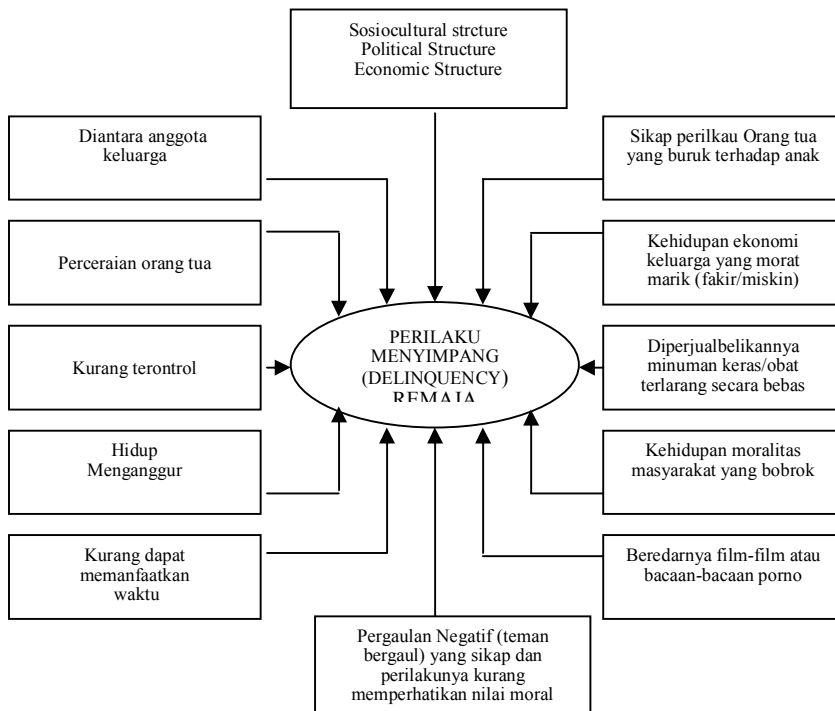 Sosiocultural strcture
Political Structure
Economic Structure
Diantara anggota
keluarga
Sikap perilkau Orang tua
yang buruk terhadap anak
Perceraian orang tua
Kehidupan ekonomi
keluarga yang morat
marik (fakir/miskin)
PERILAKU
MENYIMPANG
(DELINQUENCY)
REMAJA
Kurang terontrol
Diperjualbelikannya
minuman keras/obat
terlarang secara bebas
Hidup
Menganggur
Kehidupan moralitas
masyarakat yang bobrok
Kurang dapat
memanfaatkan
waktu
Beredarnya film-film atau
bacaan-bacaan porno
Pergaulan Negatif (teman
bergaul) yang sikap dan
perilakunya kurang
memperhatikan nilai moral